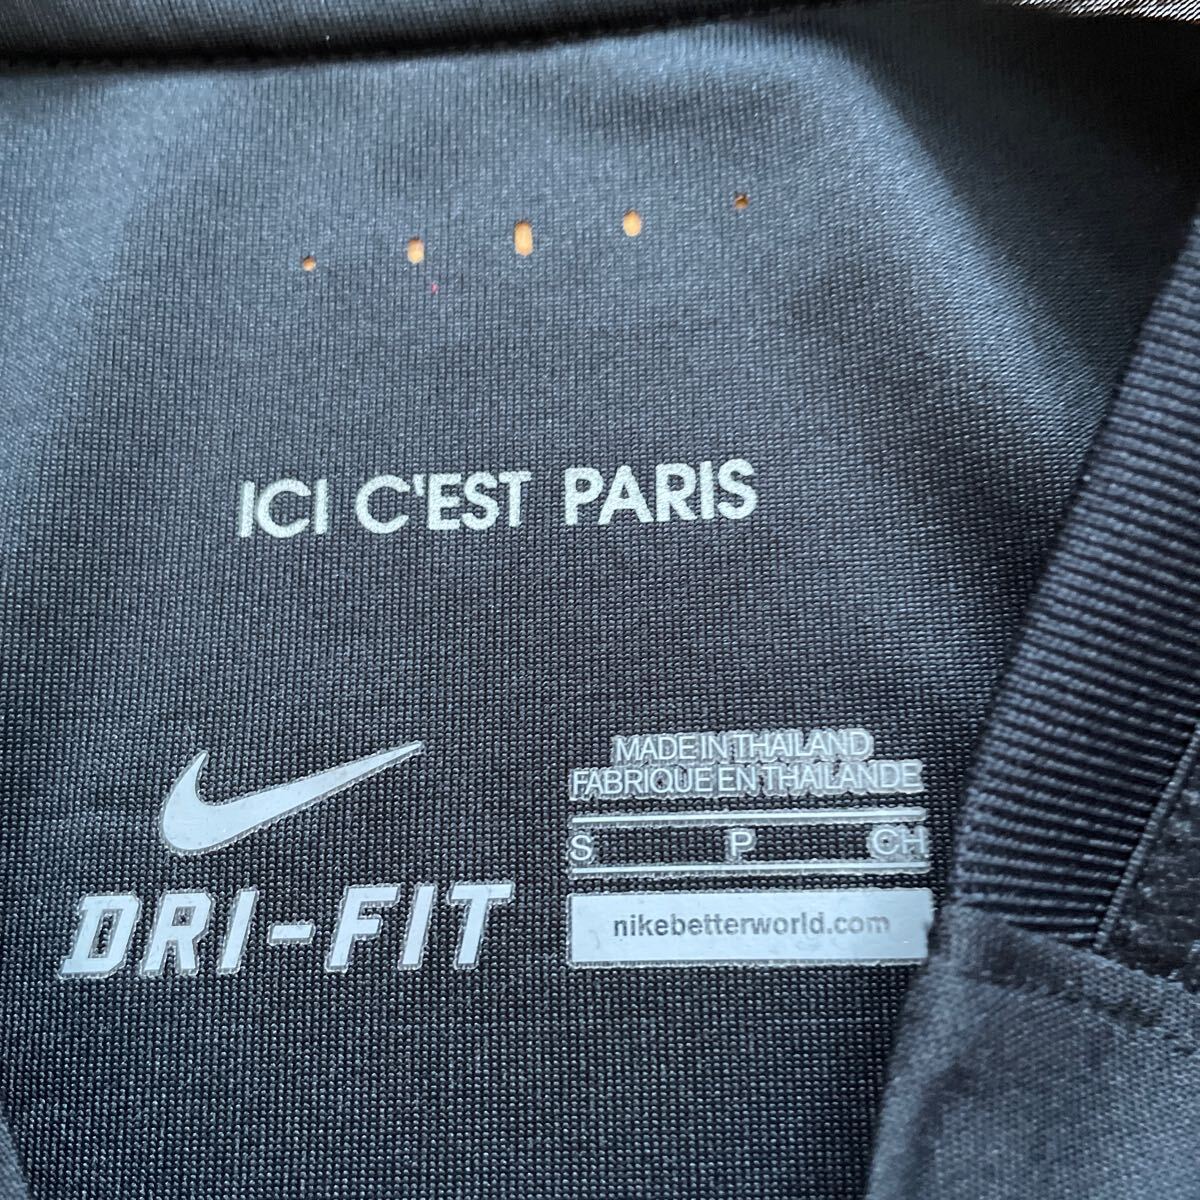 ICI C'EST PARIS
DRI-FIT
MADE IN THAILAND
FABRIQUE EN THAILANDE
S P CH
nikebetterworld.com